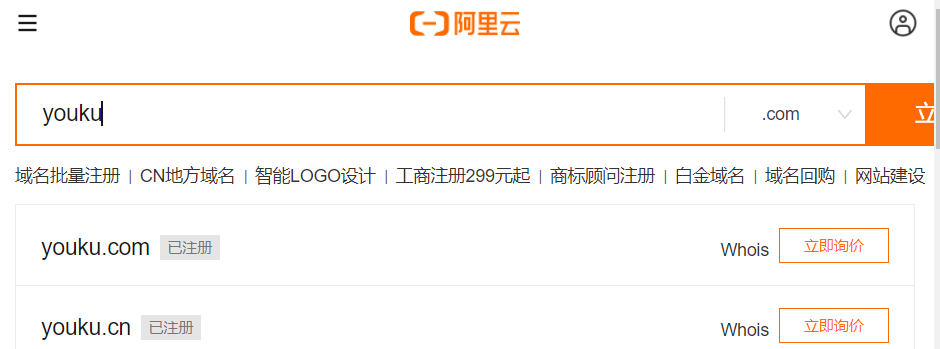 阿里云
youku .com 立
域名批量注册 | CN地方域名 | 智能LOGO设计 | 工商注册299元起 | 商标顾问注册 | 白金域名 | 域名回购 | 网站建设
youku.com 已注册 Whois 立即询价
youku.cn 已注册 Whois 立即询价